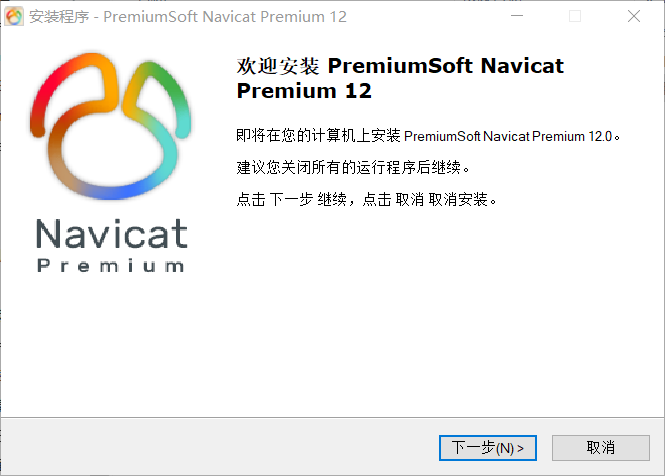 安装程序 - PremiumSoft Navicat Premium 12
欢迎安装 PremiumSoft Navicat
Premium 12
即将在您的计算机上安装 PremiumSoft Navicat Premium 12.0。
建议您关闭所有的运行程序后继续。
点击 下一步 继续，点击 取消 取消安装。
Navicat
Premium
下一步(N) >
取消